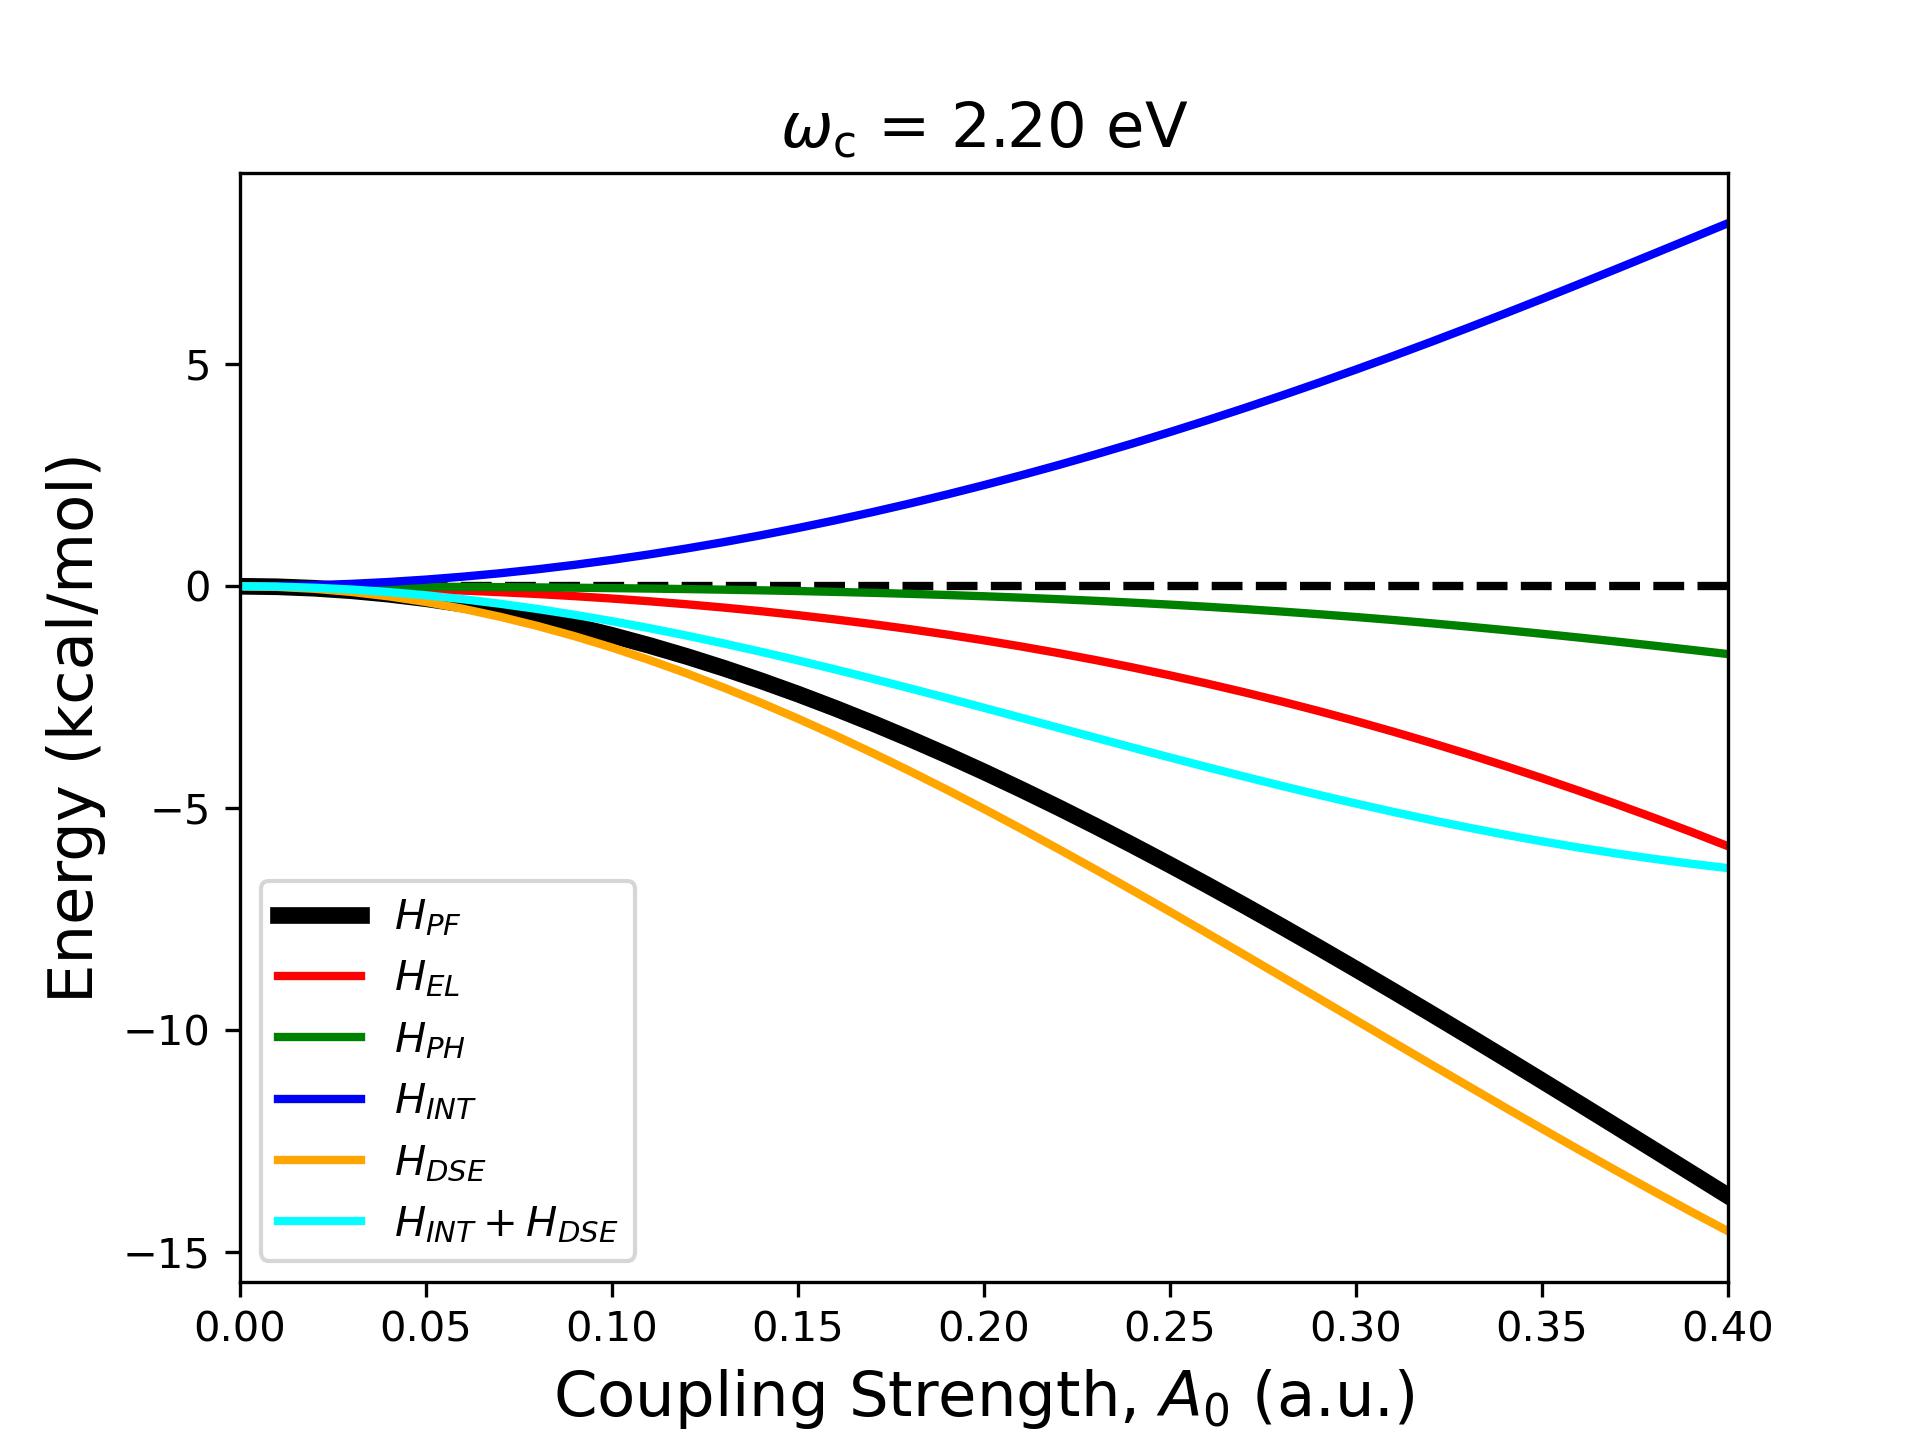 ω_c = 2.20 eV
Energy (kcal/mol)
5
0
−5
−10
−15
H_PF
H_EL
H_PH
H_INT
H_DSE
H_INT + H_DSE
0.00 0.05 0.10 0.15 0.20 0.25 0.30 0.35 0.40
Coupling Strength, A_0 (a.u.)